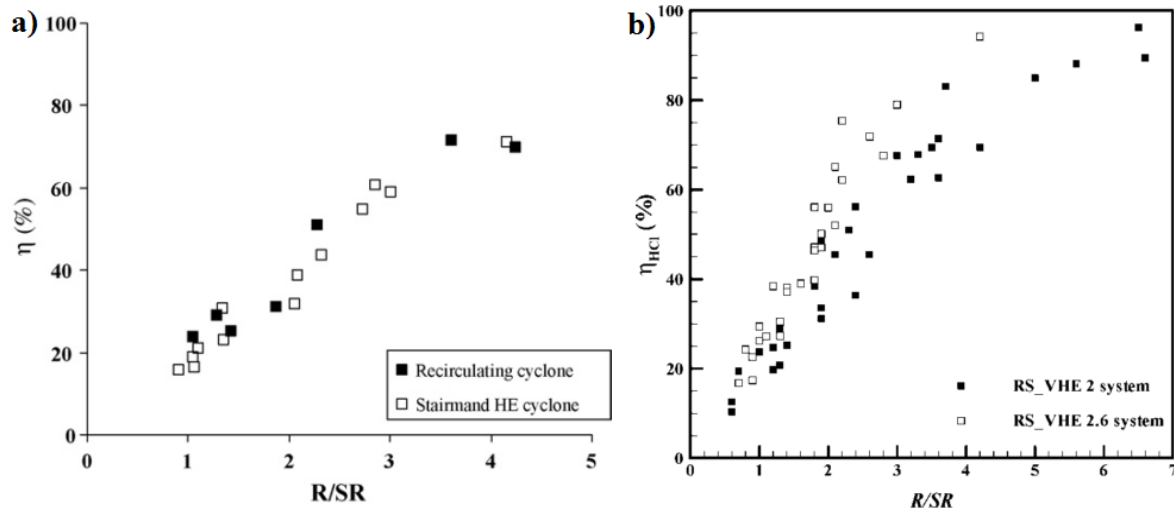 a)
100
80
60
40
20
0
η (%)
0 1 2 3 4 5
R/SR
Recirculating cyclone
Stairmand HE cyclone
b)
100
80
60
40
20
0
ηHCl (%)
0 1 2 3 4 5 6 7
R/SR
RS_VHE 2 system
RS_VHE 2.6 system